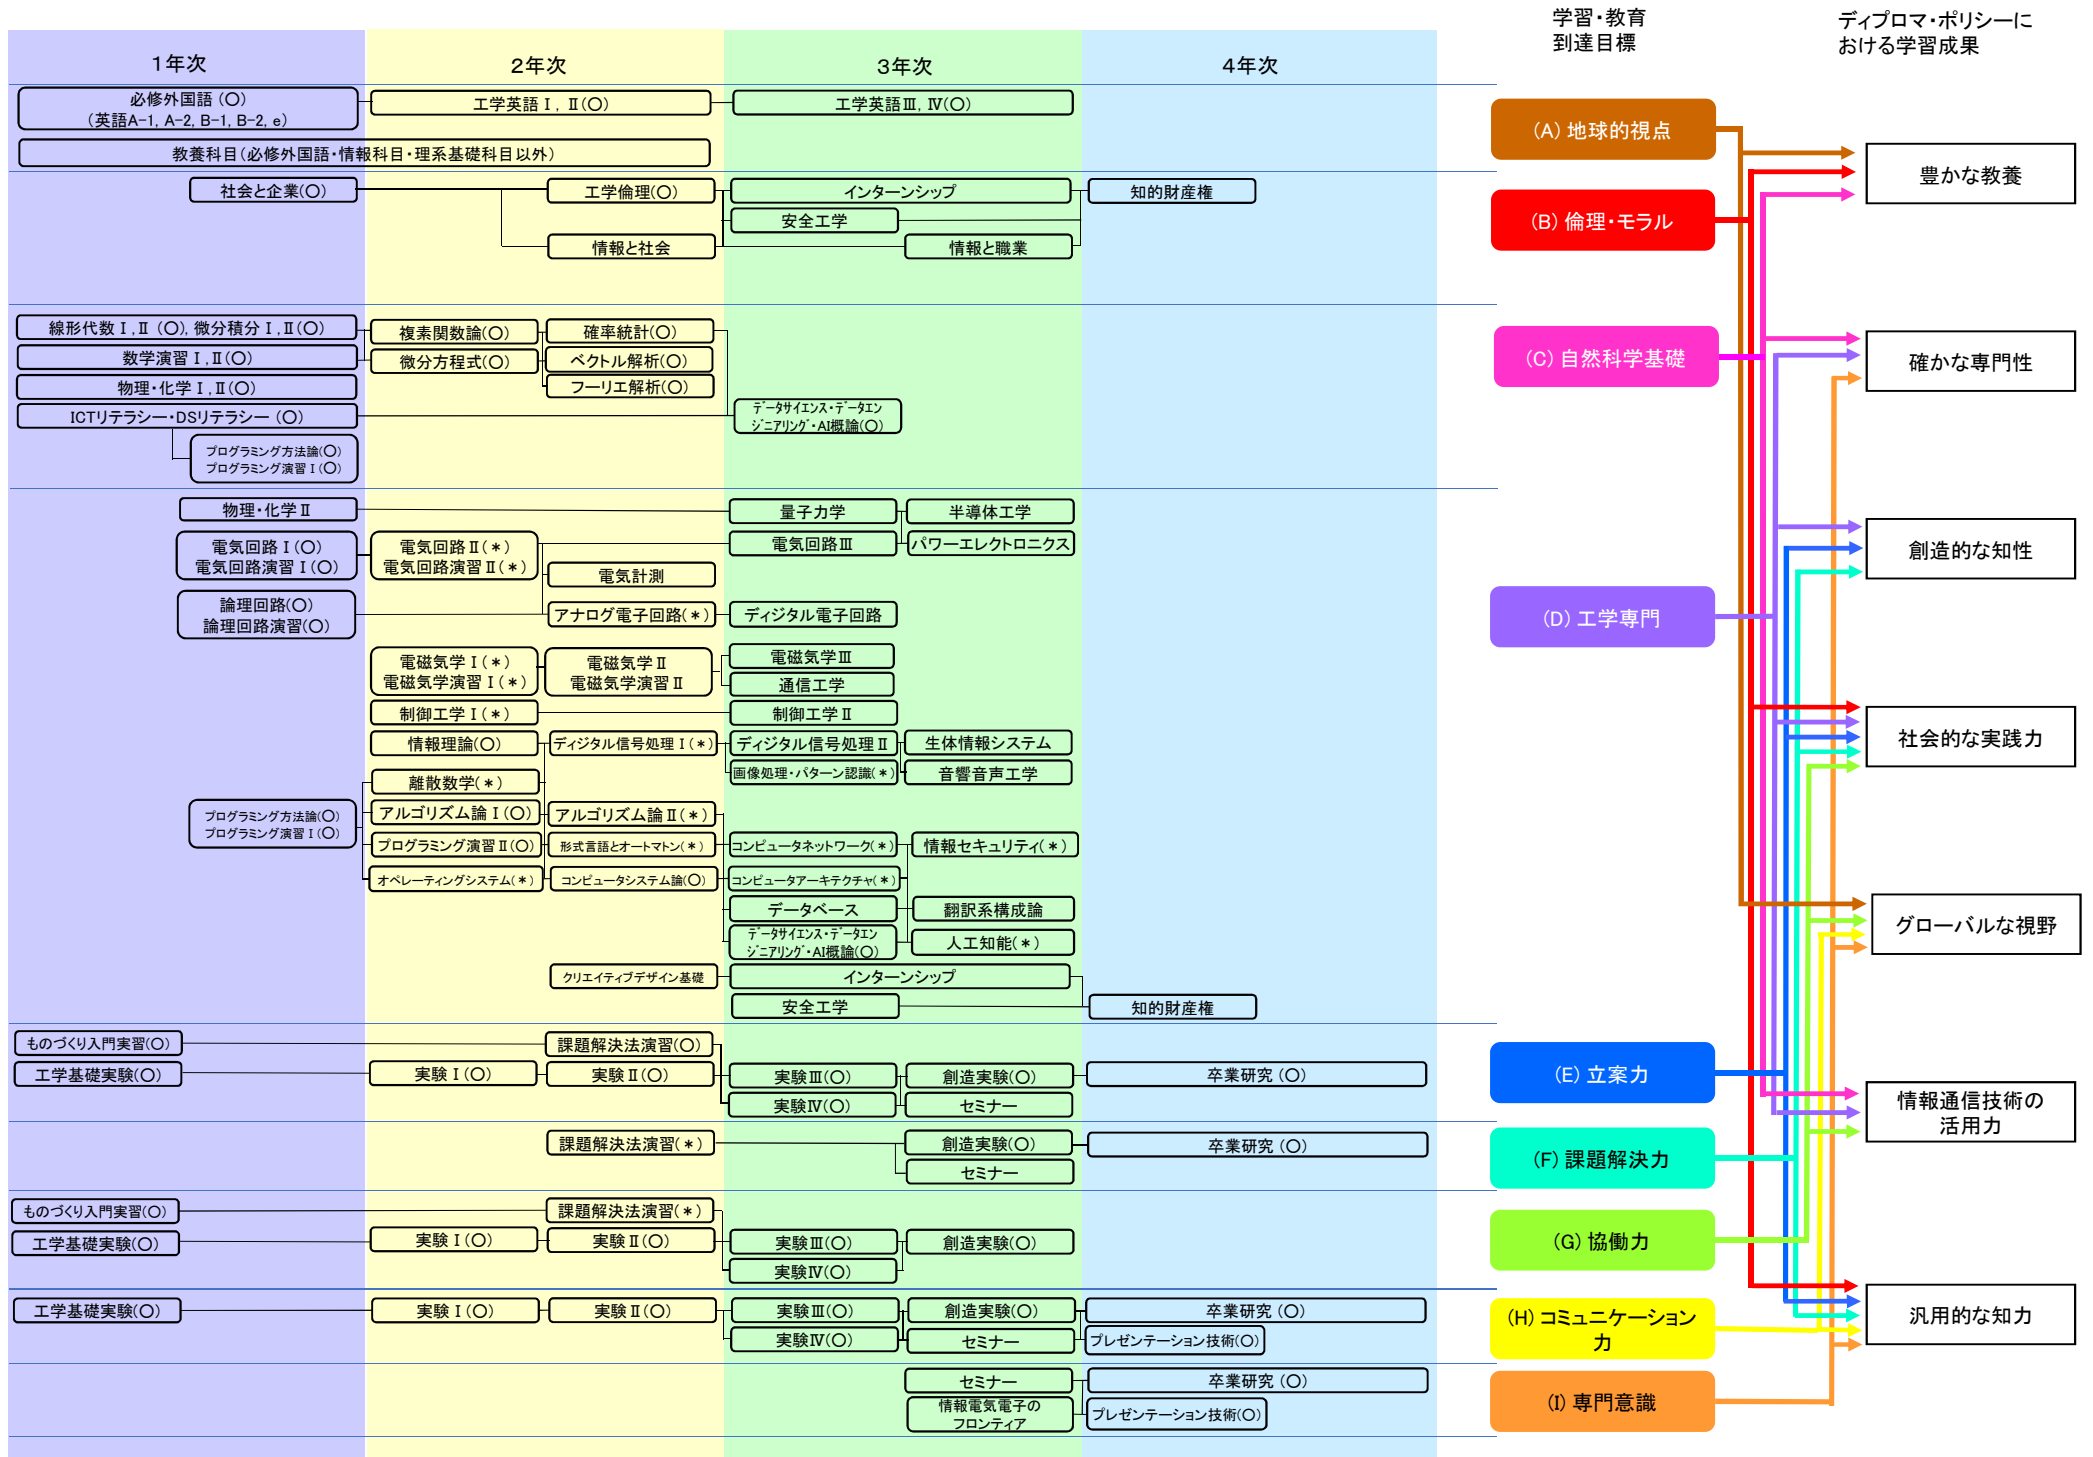 学習・教育
到達目標
ディプロマ・ポリシーに
おける学習成果
1年次
2年次
3年次
4年次
必修外国語（〇）
（英語A-1, A-2, B-1, B-2, e）
工学英語Ⅰ, Ⅱ(〇)
工学英語Ⅲ, Ⅳ(〇)
教養科目（必修外国語・情報科目・理系基礎科目以外）
(A) 地球的視点
豊かな教養
社会と企業(〇)
工学倫理(〇)
インターンシップ
知的財産権
安全工学
情報と社会
情報と職業
(B) 倫理・モラル
線形代数Ⅰ,Ⅱ（〇), 微分積分Ⅰ,Ⅱ(〇)
複素関数論(〇)
確率統計(〇)
数学演習Ⅰ,Ⅱ(〇)
微分方程式(〇)
ベクトル解析(〇)
物理・化学Ⅰ,Ⅱ(〇)
フーリエ解析(〇)
ICTリテラシー・DSリテラシー（〇）
ﾃﾞｰﾀｻｲｴﾝｽ・ﾃﾞｰﾀｴﾝ
ｼﾞﾆｱﾘﾝｸﾞ・AI概論(〇)
プログラミング方法論(〇)
プログラミング演習Ⅰ(〇)
(C) 自然科学基礎
確かな専門性
物理・化学Ⅱ
量子力学
半導体工学
電気回路Ⅰ(〇)
電気回路演習Ⅰ(〇)
電気回路Ⅱ(＊)
電気回路演習Ⅱ(＊)
電気回路Ⅲ
パワーエレクトロニクス
電気計測
論理回路(〇)
論理回路演習(〇)
アナログ電子回路(＊)
ディジタル電子回路
創造的な知性
(D) 工学専門
電磁気学Ⅰ(＊)
電磁気学演習Ⅰ(＊)
電磁気学Ⅱ
電磁気学演習Ⅱ
電磁気学Ⅲ
通信工学
制御工学Ⅰ(＊)
制御工学Ⅱ
情報理論(〇)
ディジタル信号処理Ⅰ(＊)
ディジタル信号処理Ⅱ
生体情報システム
離散数学(＊)
画像処理・パターン認識(＊)
音響音声工学
社会的な実践力
プログラミング方法論(〇)
プログラミング演習Ⅰ(〇)
アルゴリズム論Ⅰ(〇)
アルゴリズム論Ⅱ(＊)
プログラミング演習Ⅱ(〇)
形式言語とオートマトン(＊)
コンピュータネットワーク(＊)
情報セキュリティ(＊)
オペレーティングシステム(＊)
コンピュータシステム論(〇)
コンピュータアーキテクチャ(＊)
データベース
翻訳系構成論
ﾃﾞｰﾀｻｲｴﾝｽ・ﾃﾞｰﾀｴﾝ
ｼﾞﾆｱﾘﾝｸﾞ・AI概論(〇)
人工知能(＊)
グローバルな視野
クリエイティブデザイン基礎
インターンシップ
安全工学
知的財産権
ものづくり入門実習(〇)
課題解決法演習(〇)
工学基礎実験(〇)
実験Ⅰ(〇)
実験Ⅱ(〇)
実験Ⅲ(〇)
創造実験(〇)
卒業研究（〇）
実験Ⅳ(〇)
セミナー
(E) 立案力
情報通信技術の
活用力
課題解決法演習(＊)
創造実験(〇)
卒業研究（〇）
セミナー
(F) 課題解決力
ものづくり入門実習(〇)
課題解決法演習(＊)
工学基礎実験(〇)
実験Ⅰ(〇)
実験Ⅱ(〇)
実験Ⅲ(〇)
創造実験(〇)
実験Ⅳ(〇)
(G) 協働力
工学基礎実験(〇)
実験Ⅰ(〇)
実験Ⅱ(〇)
実験Ⅲ(〇)
創造実験(〇)
卒業研究（〇）
実験Ⅳ(〇)
セミナー
プレゼンテーション技術(〇)
(H) コミュニケーション
力
汎用的な知力
セミナー
卒業研究（〇）
情報電気電子の
フロンティア
プレゼンテーション技術(〇)
(I) 専門意識